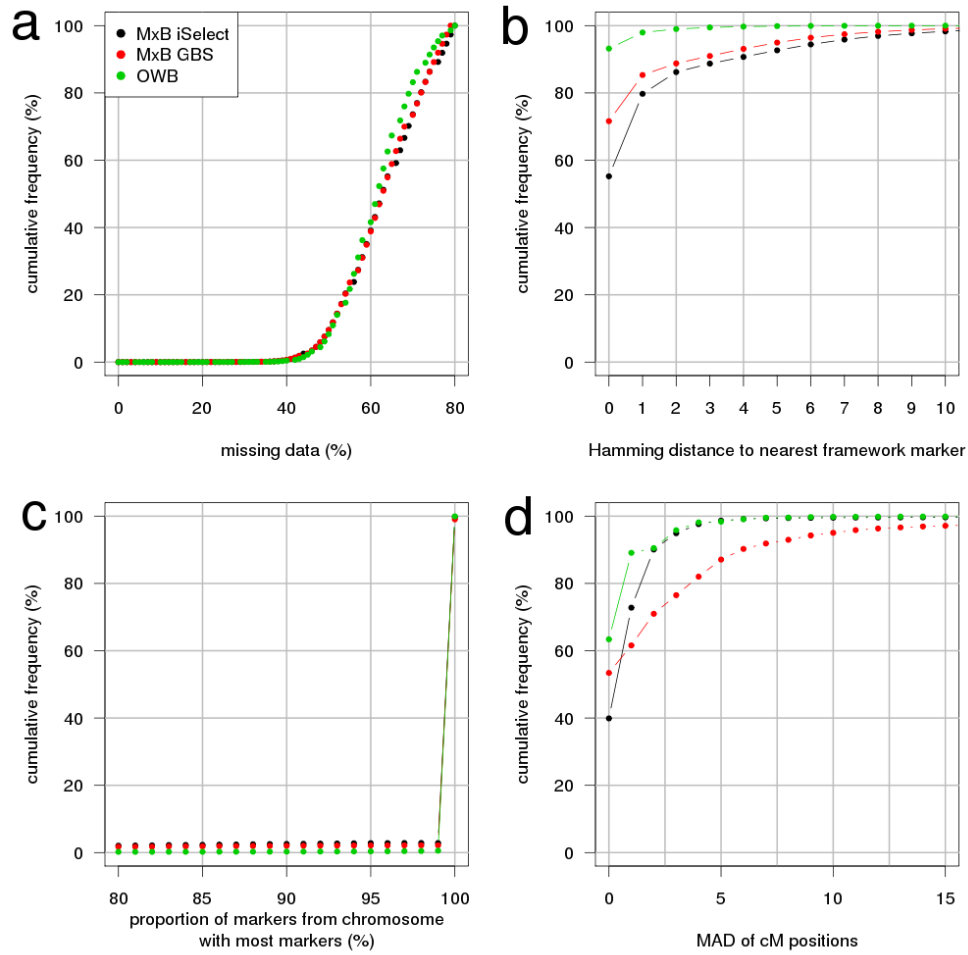 a
MxB iSelect
MxB GBS
OWB
cumulative frequency (%)
100
80
60
40
20
0
0 20 40 60 80
missing data (%)
b
cumulative frequency (%)
100
80
60
40
20
0
0 1 2 3 4 5 6 7 8 9 10
Hamming distance to nearest framework marker
c
cumulative frequency (%)
100
80
60
40
20
0
80 85 90 95 100
proportion of markers from chromosome
with most markers (%)
d
cumulative frequency (%)
100
80
60
40
20
0
0 5 10 15
MAD of cM positions